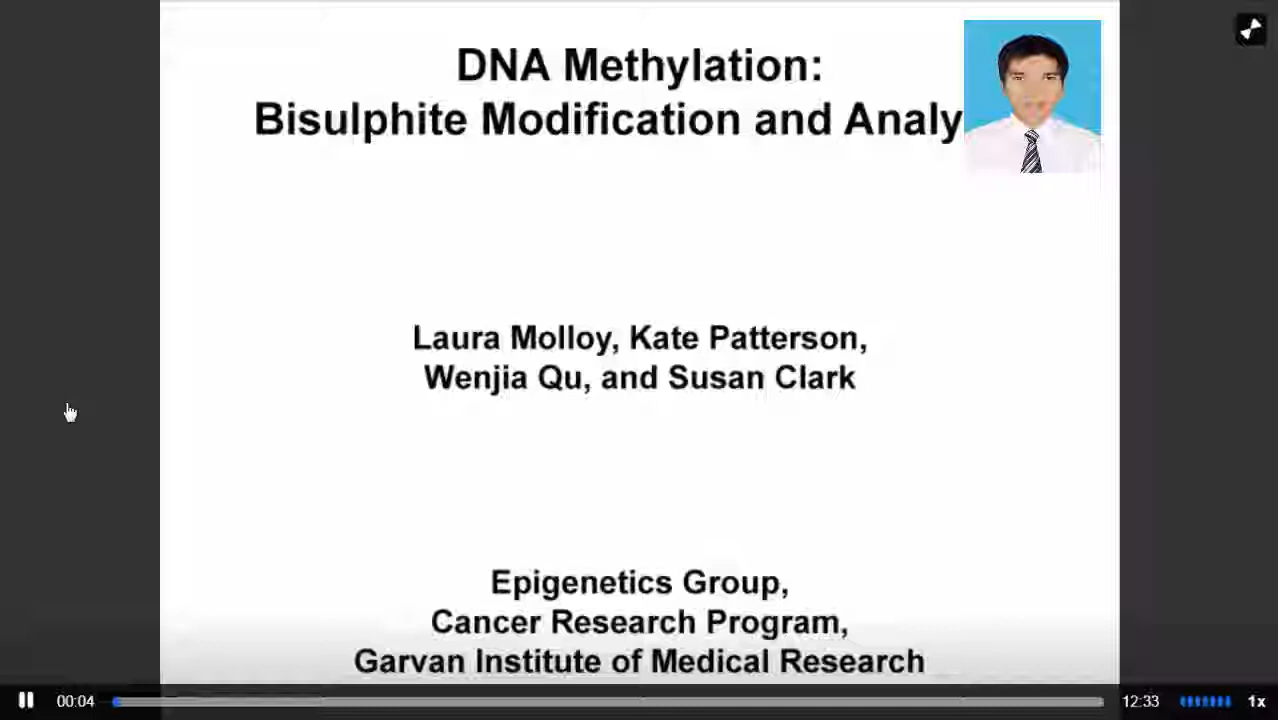 DNA Methylation:
Bisulphite Modification and Analy
Laura Molloy, Kate Patterson,
Wenjia Qu, and Susan Clark
Epigenetics Group,
Cancer Research Program,
Garvan Institute of Medical Research
00:04 12:33 1x